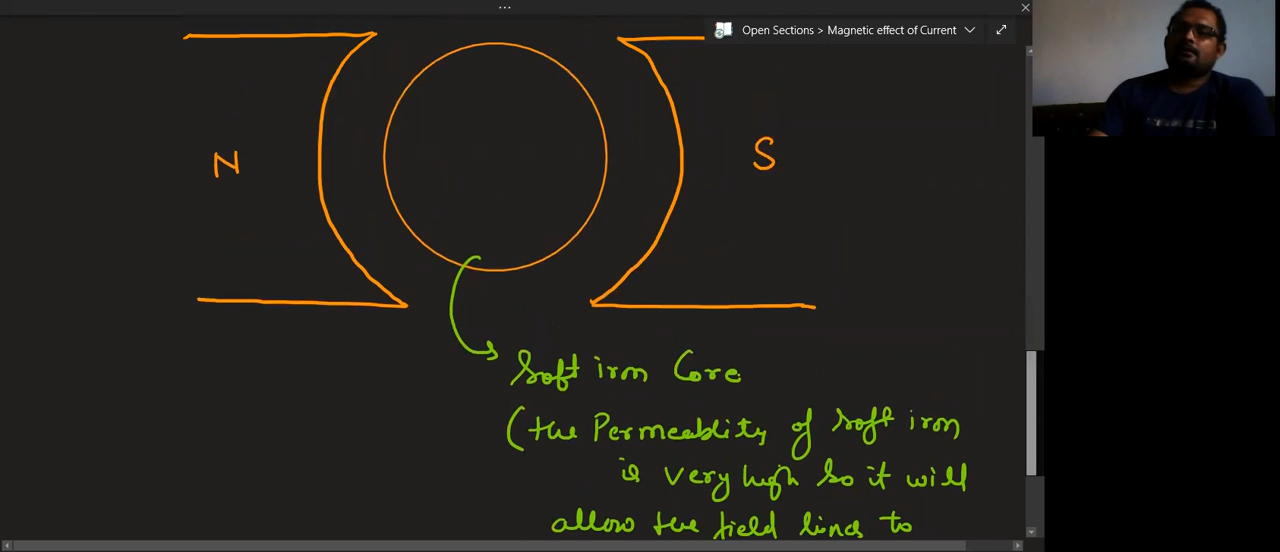 Open Sections > Magnetic effect of Current
N
S
Soft iron Core
(the Permeablity of soft iron
is very high so it will
allow the field lines to